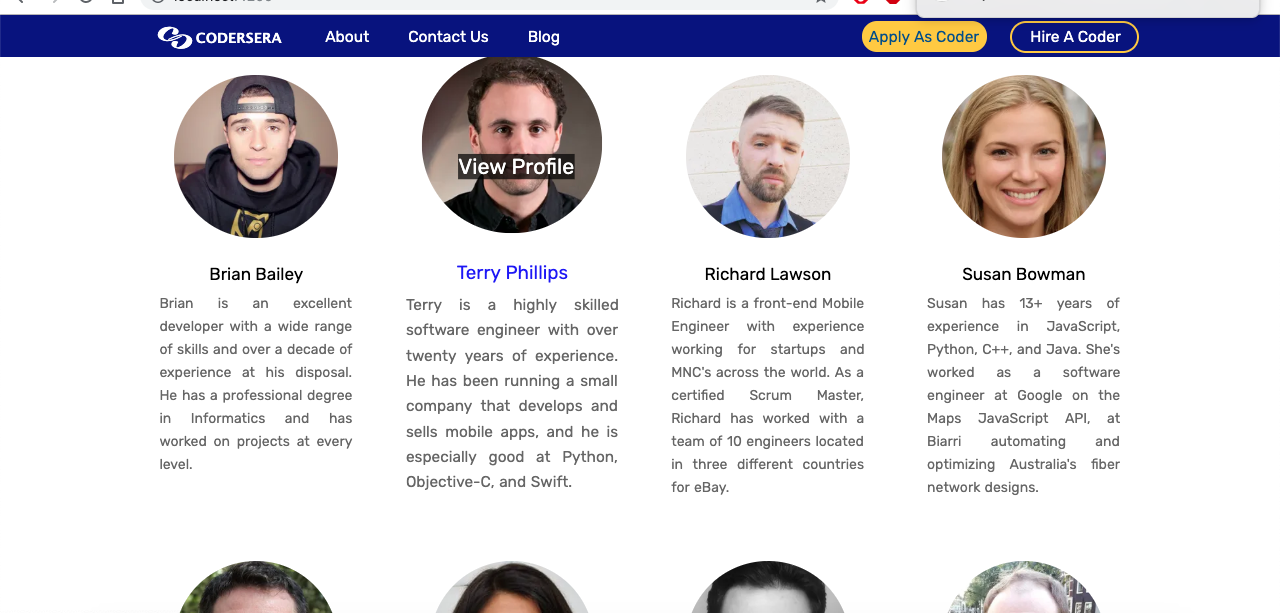 CODERSERA
About
Contact Us
Blog
Apply As Coder
Hire A Coder
View Profile
Brian Bailey
Brian is an excellent
developer with a wide range
of skills and over a decade of
experience at his disposal.
He has a professional degree
in Informatics and has
worked on projects at every
level.
Terry Phillips
Terry is a highly skilled
software engineer with over
twenty years of experience.
He has been running a small
company that develops and
sells mobile apps, and he is
especially good at Python,
Objective-C, and Swift.
Richard Lawson
Richard is a front-end Mobile
Engineer with experience
working for startups and
MNC's across the world. As a
certified Scrum Master,
Richard has worked with a
team of 10 engineers located
in three different countries
for eBay.
Susan Bowman
Susan has 13+ years of
experience in JavaScript,
Python, C++, and Java. She's
worked as a software
engineer at Google on the
Maps JavaScript API, at
Biarri automating and
optimizing Australia's fiber
network designs.